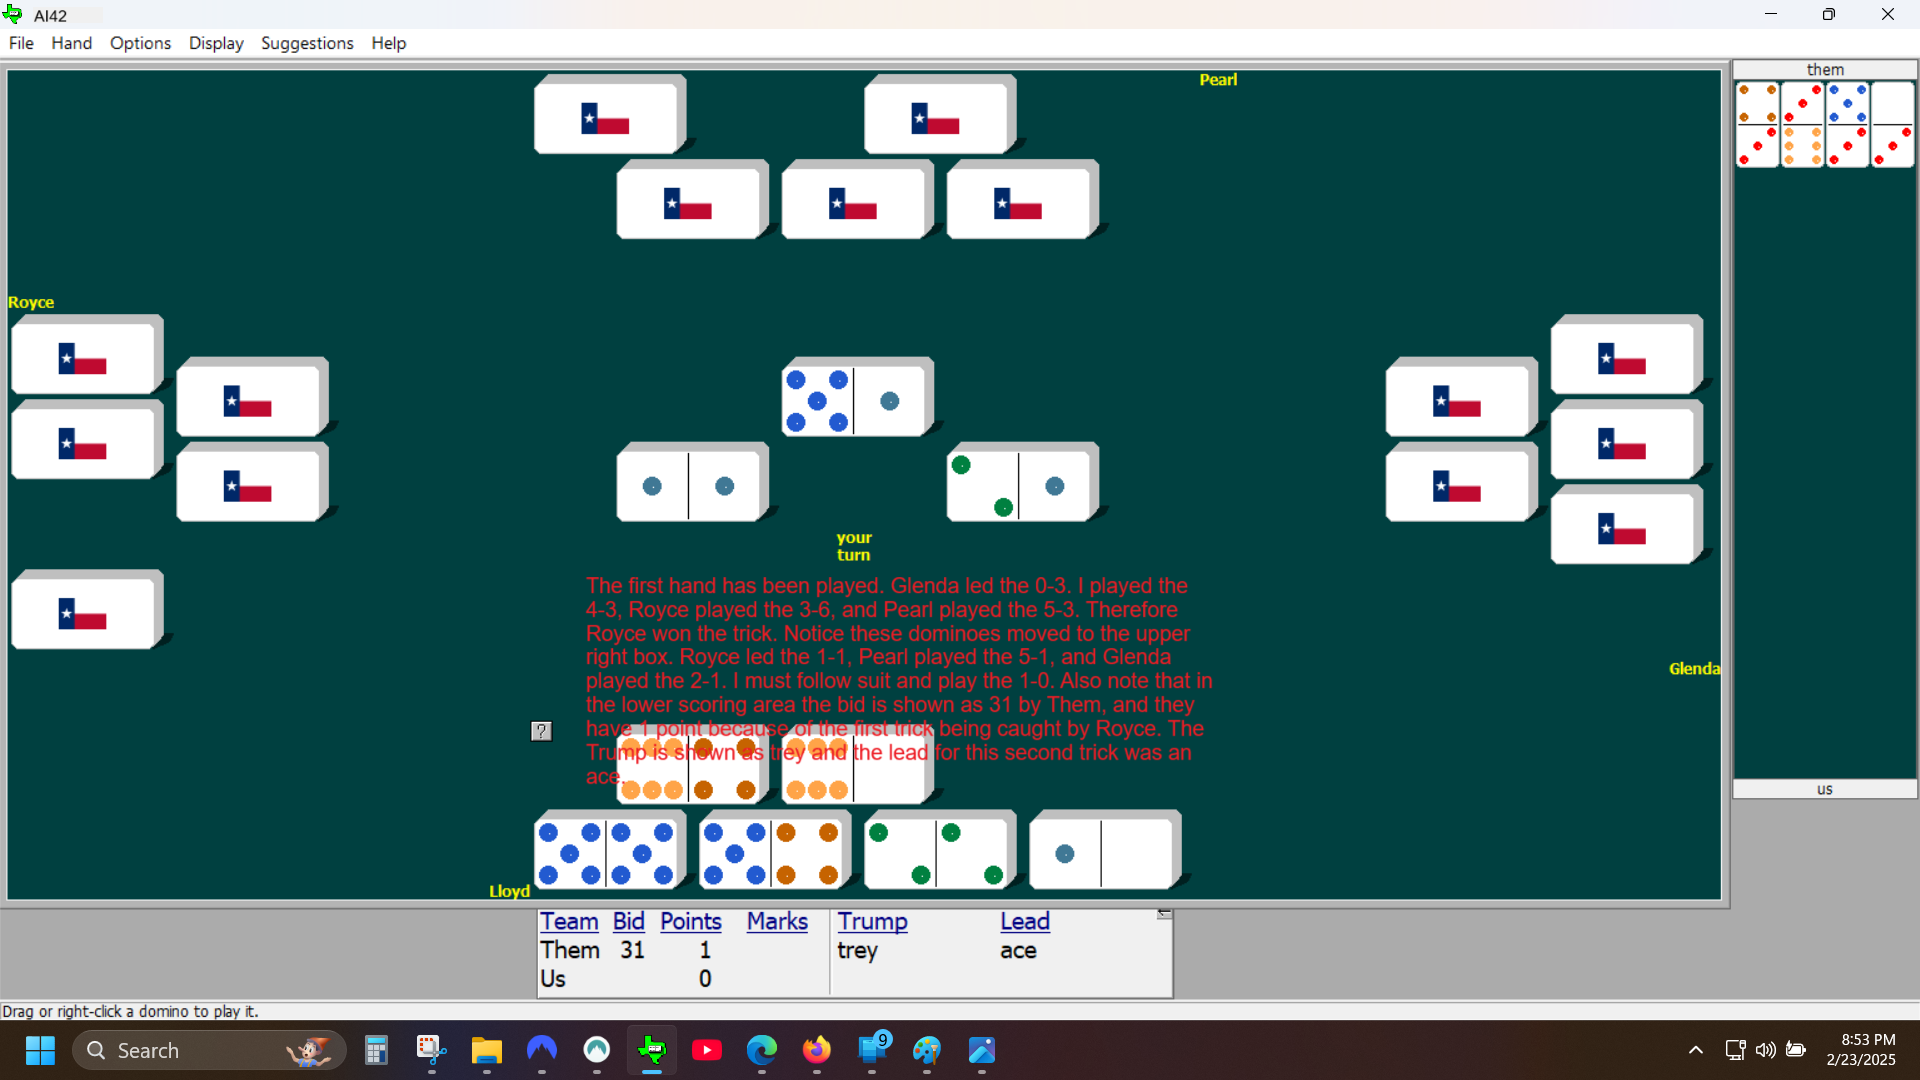 AI42
File Hand Options Display Suggestions Help
Pearl
them
Royce
your
turn
The first hand has been played. Glenda led the 0-3. I played the
4-3, Royce played the 3-6, and Pearl played the 5-3. Therefore
Royce won the trick. Notice these dominoes moved to the upper
right box. Royce led the 1-1, Pearl played the 5-1, and Glenda
played the 2-1. I must follow suit and play the 1-0. Also note that in
the lower scoring area the bid is shown as 31 by Them, and they
have 1 point because of the first trick being caught by Royce. The
Trump is shown as trey and the lead for this second trick was an
ace.
Glenda
?
us
Lloyd
Team Bid Points Marks Trump Lead
Them 31 1 trey ace
Us 0
Drag or right-click a domino to play it.
Search
9
8:53 PM
2/23/2025